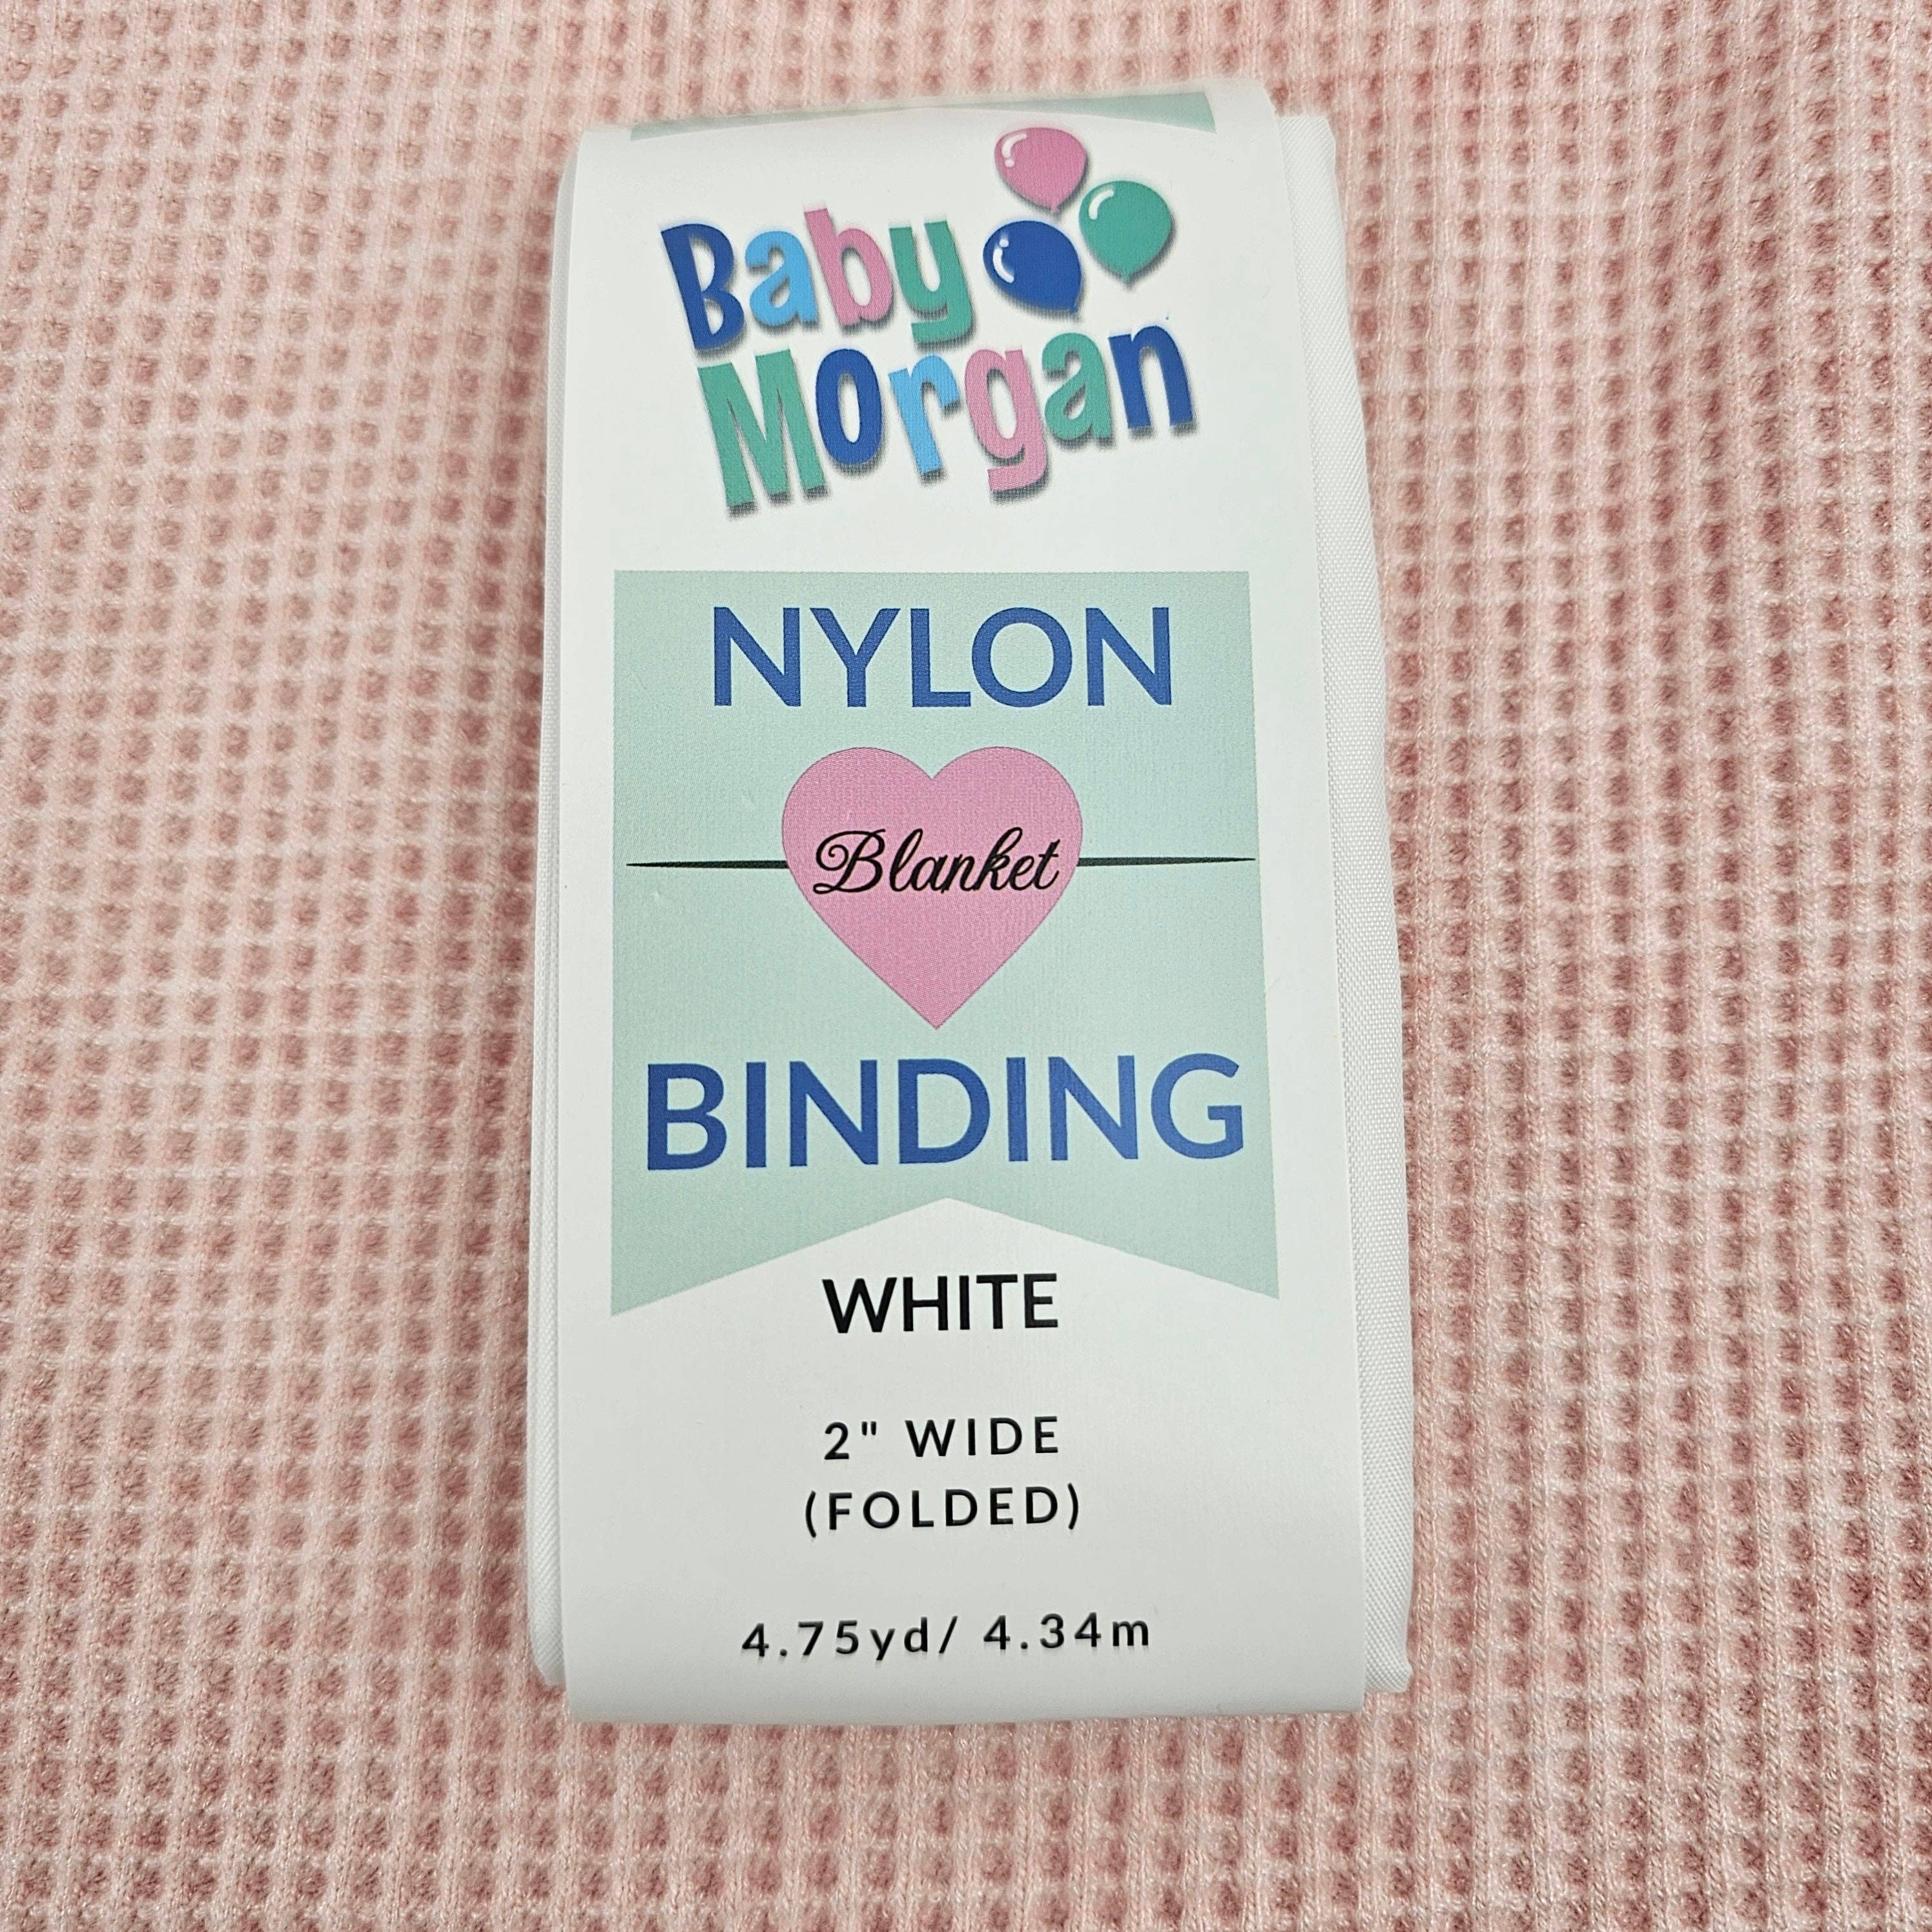 Baby
Morgan
NYLON
Blanket
BINDING
WHITE
2" WIDE
(FOLDED)
4.75yd/ 4.34m